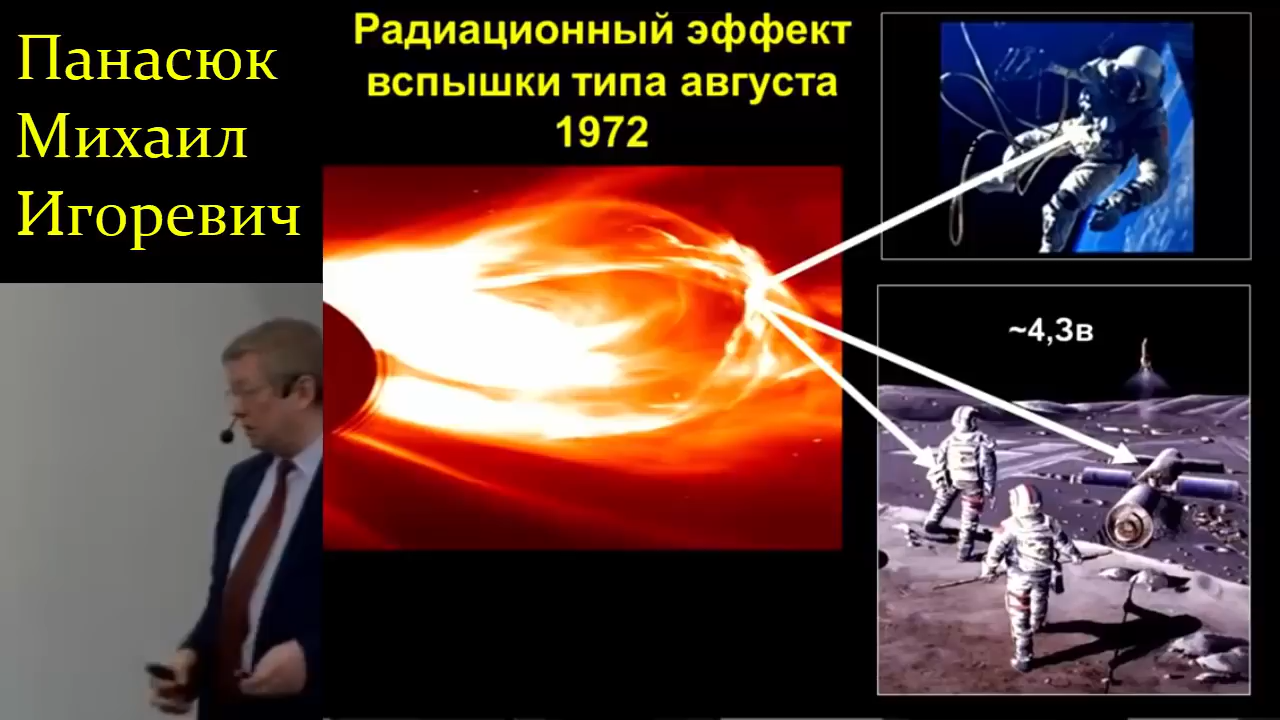 Панасюк
Михаил
Игоревич
Радиационный эффект
вспышки типа августа
1972
~4,3в